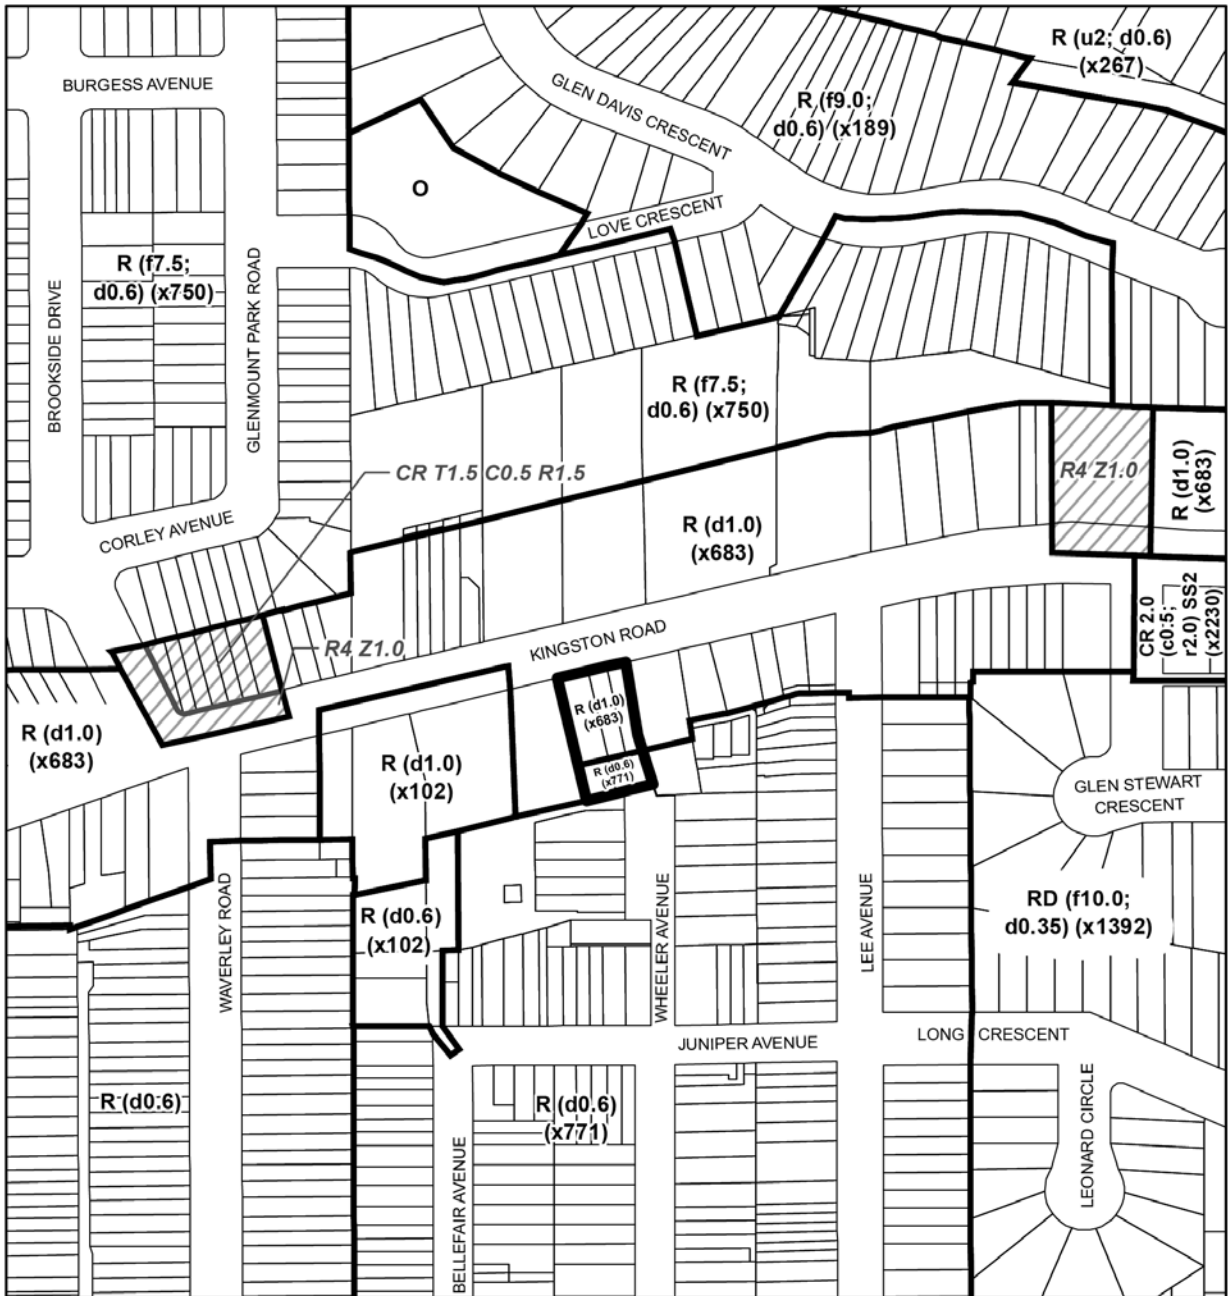 R (u2; d0.6)
(x267)
BURGESS AVENUE
GLEN DAVIS CRESCENT
R (f9.0;
d0.6) (x189)
O
LOVE CRESCENT
R (f7.5;
d0.6) (x750)
BROOKSIDE DRIVE
GLENMOUNT PARK ROAD
R (f7.5;
d0.6) (x750)
CR T1.5 C0.5 R1.5
R4 Z1.0
R (d1.0)
(x683)
R (d1.0)
(x683)
CORLEY AVENUE
CR 2.0
(c0.5;
r2.0) SS2
(x2230)
KINGSTON ROAD
R4 Z1.0
R (d1.0)
(x683)
R (d1.0)
(x683)
R (d1.0)
(x102)
R (d0.6)
(x771)
GLEN STEWART
CRESCENT
WAVERLEY ROAD
R (d0.6)
(x102)
WHEELER AVENUE
LEE AVENUE
RD (f10.0;
d0.35) (x1392)
JUNIPER AVENUE
LONG CRESCENT
R (d0.6)
R (d0.6)
(x771)
BELLEFAIR AVENUE
LEONARD CIRCLE